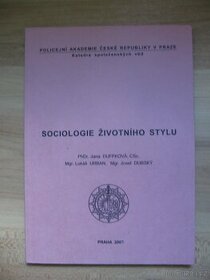 POLICEJNÍ AKADEMIE ČESKÉ REPUBLIKY V PRAZE
Katedra společenských věd
SOCIOLOGIE ŽIVOTNÍHO STYLU
PhDr. Jana DUFFKOVÁ, CSc.
Mgr. Lukáš URBAN, Mgr. Josef DUBSKÝ
PRAHA 2007